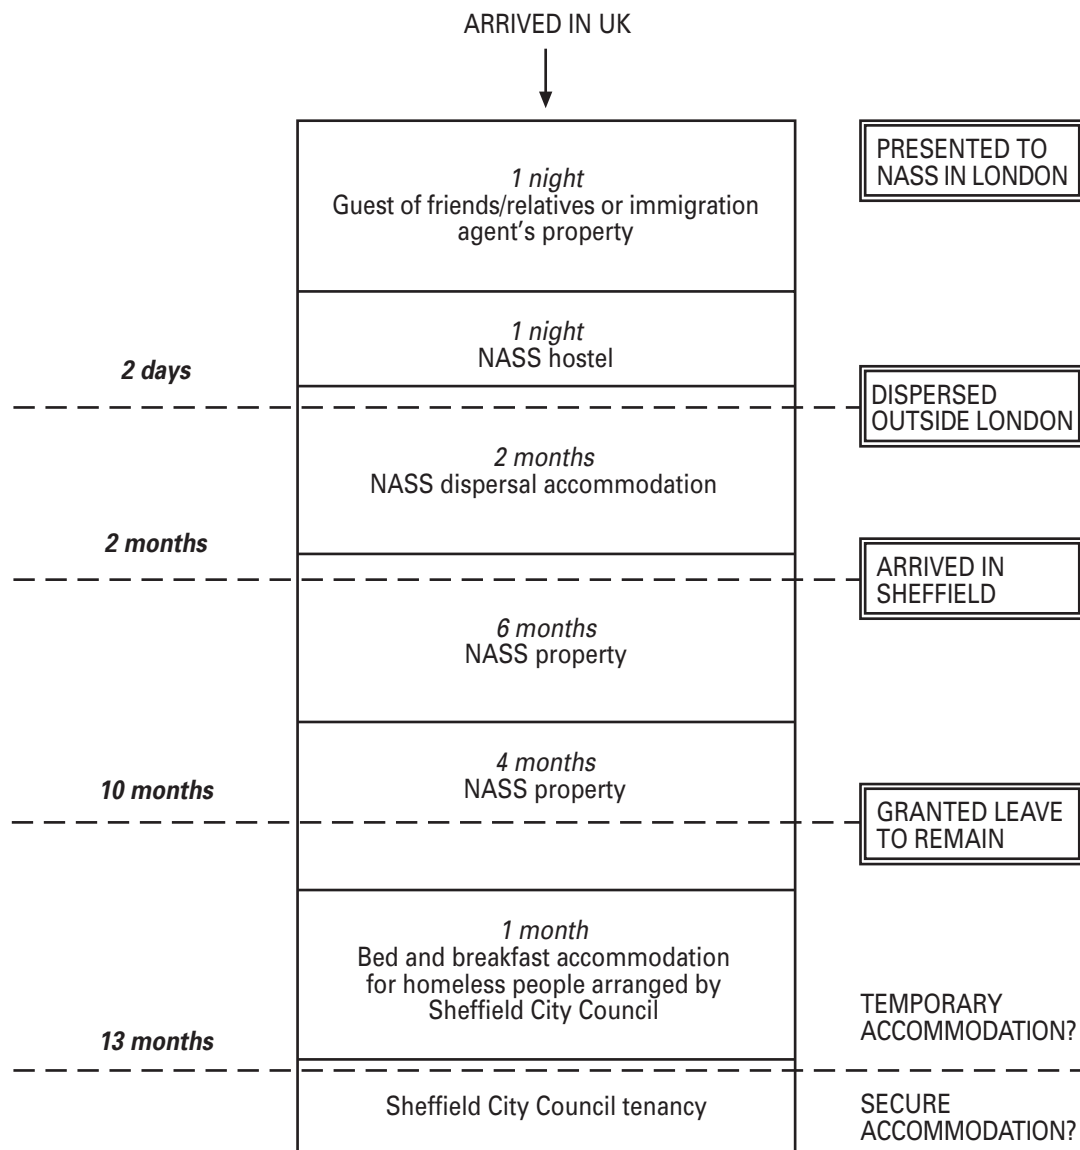 ARRIVED IN UK
PRESENTED TO
NASS IN LONDON
1 night
Guest of friends/relatives or immigration
agent's property
1 night
NASS hostel
2 days
DISPERSED
OUTSIDE LONDON
2 months
NASS dispersal accommodation
2 months
ARRIVED IN
SHEFFIELD
6 months
NASS property
4 months
NASS property
10 months
GRANTED LEAVE
TO REMAIN
1 month
Bed and breakfast accommodation
for homeless people arranged by
Sheffield City Council
TEMPORARY
ACCOMMODATION?
13 months
Sheffield City Council tenancy
SECURE
ACCOMMODATION?